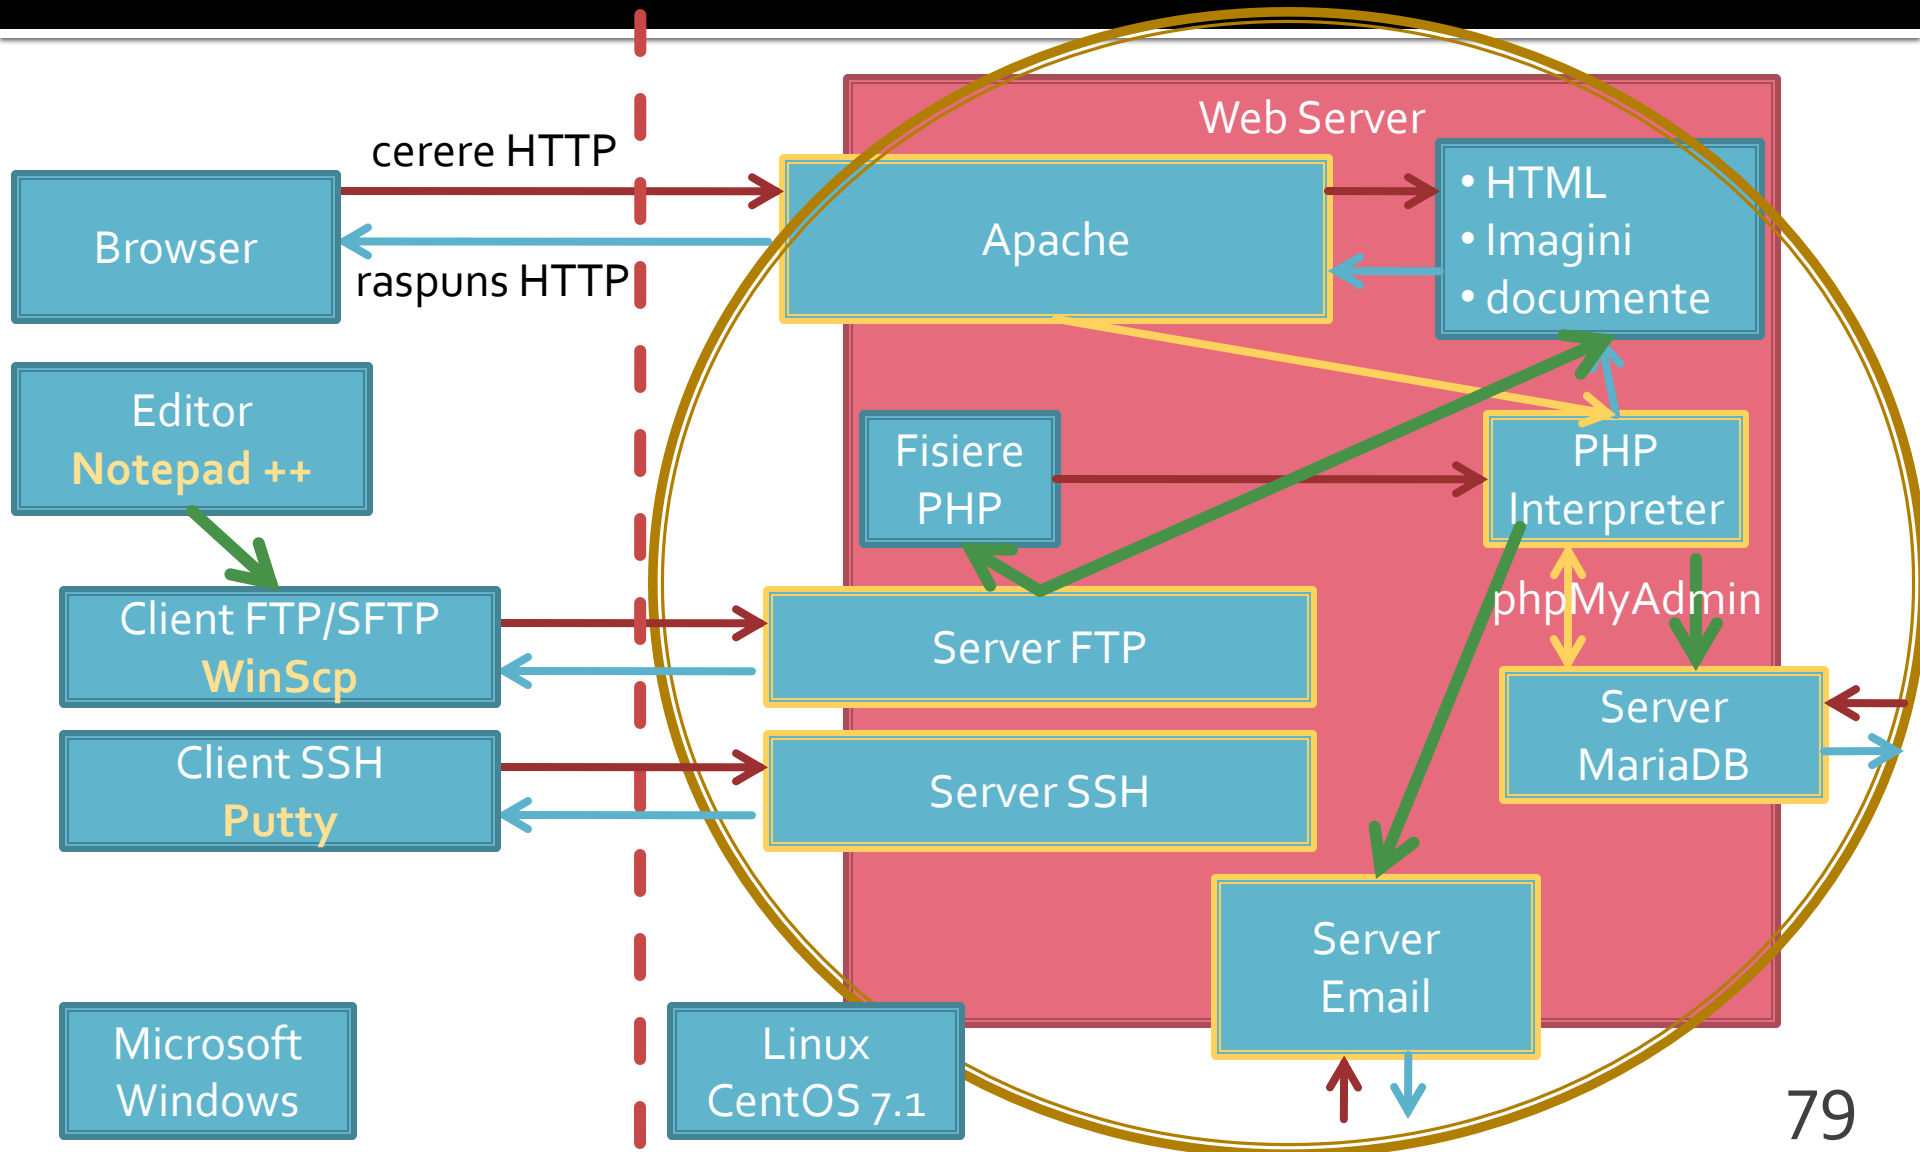 Web Server
cerere HTTP
Browser
raspuns HTTP
Apache
• HTML
• Imagini
• documente
Editor
Notepad ++
Fisiere
PHP
PHP
Interpreter
phpMyAdmin
Client FTP/SFTP
WinScp
Server FTP
Server
MariaDB
Client SSH
Putty
Server SSH
Server
Email
Microsoft
Windows
Linux
CentOS 7.1
79